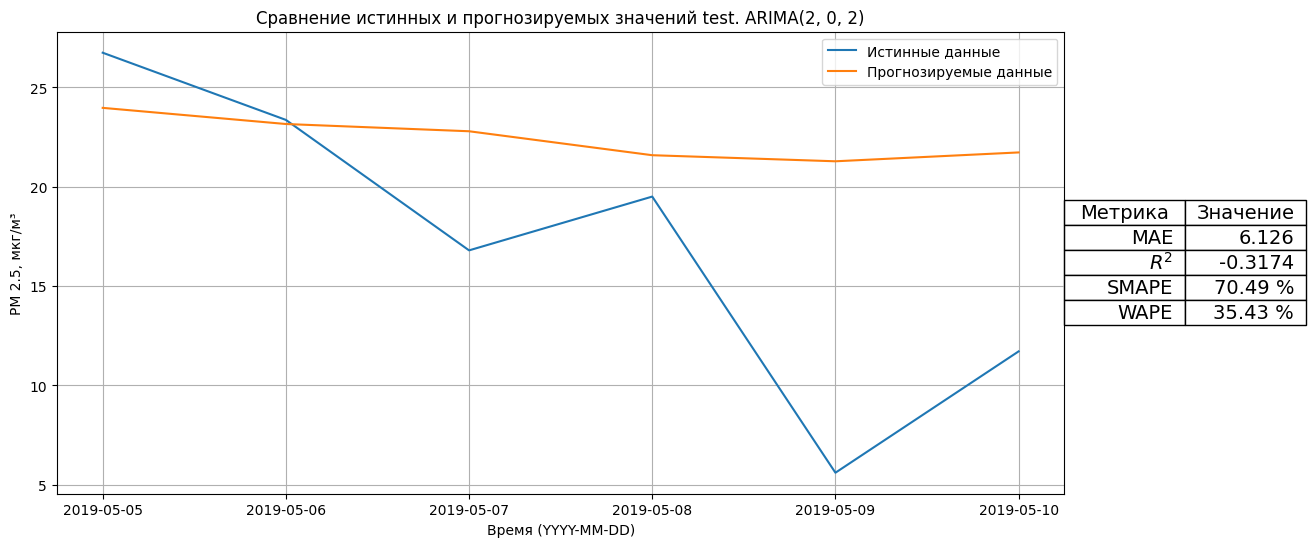 Сравнение истинных и прогнозируемых значений test. ARIMA(2, 0, 2)
Истинные данные
Прогнозируемые данные
25
20
15
10
5
PM 2.5, мкг/м³
2019-05-05 2019-05-06 2019-05-07 2019-05-08 2019-05-09 2019-05-10
Время (YYYY-MM-DD)
Метрика Значение
MAE 6.126
R² -0.3174
SMAPE 70.49 %
WAPE 35.43 %